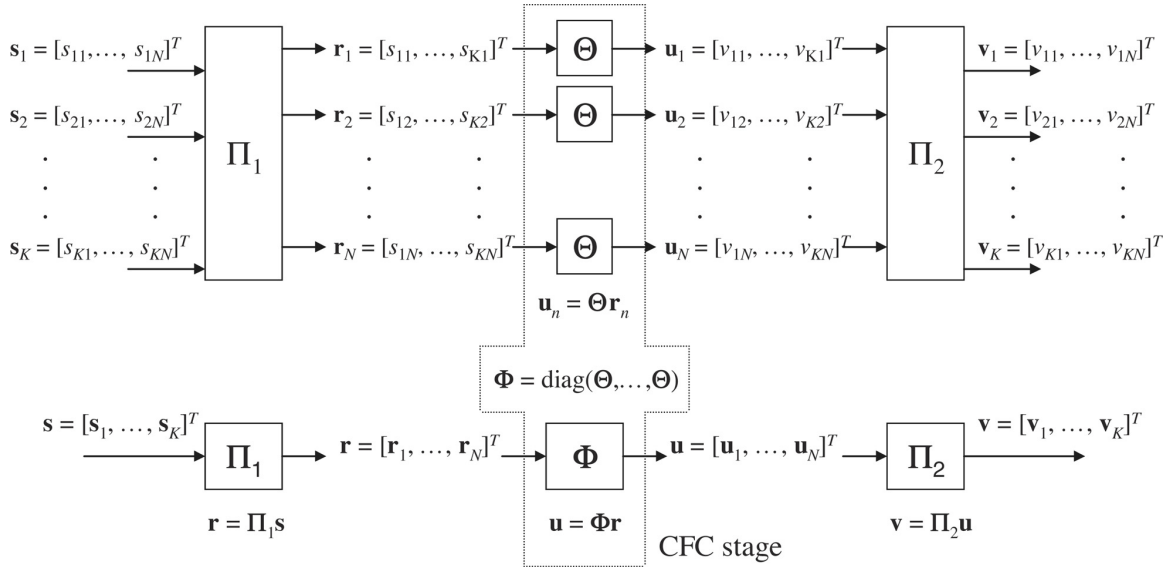 s₁ = [s₁₁,…, s₁N]ᵀ r₁ = [s₁₁, …, sK1]ᵀ Θ u₁ = [v₁₁, …, vK1]ᵀ v₁ = [v₁₁, …, v₁N]ᵀ
s₂ = [s₂₁,…, s₂N]ᵀ r₂ = [s₁₂, …, sK2]ᵀ Θ u₂ = [v₁₂, …, vK2]ᵀ v₂ = [v₂₁, …, v₂N]ᵀ
Π₁ Π₂
sK = [sK1,…, sKN]ᵀ rN = [s1N, …, sKN]ᵀ Θ uN = [v1N, …, vKN]ᵀ vK = [vK1, …, vKN]ᵀ
uₙ = Θrₙ
Φ = diag(Θ,…,Θ)
s = [s₁, …, sK]ᵀ Π₁ r = [r₁, …, rN]ᵀ Φ u = [u₁, …, uN]ᵀ Π₂ v = [v₁, …, vK]ᵀ
r = Π₁s u = Φr v = Π₂u
CFC stage